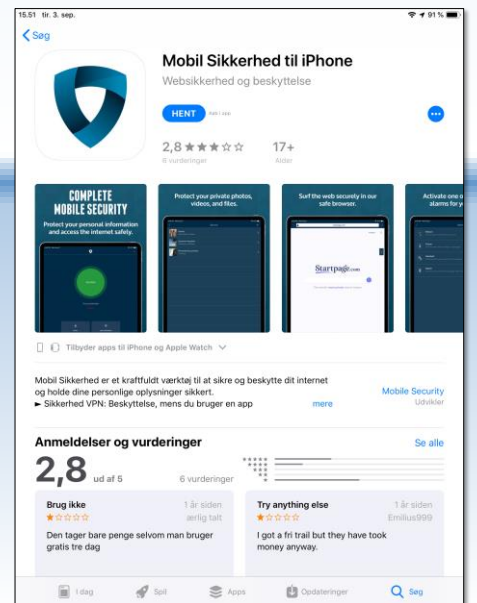 15.51 tir. 3. sep.
91 %
Søg
Mobil Sikkerhed til iPhone
Websikkerhed og beskyttelse
HENT
2,8 ★★★☆☆
17+
6 vurderinger
Alder
COMPLETE
MOBILE SECURITY
Protect your personal information
and access the internet safely.
Protect your private photos,
videos, and files.
Surf the web securely in our
safe browser.
Startpage.com
Activate one o
alarms for y
Tilbyder apps til iPhone og Apple Watch
Mobil Sikkerhed er et kraftfuldt værktøj til at sikre og beskytte dit internet
og holde dine personlige oplysninger sikkert.
► Sikkerhed VPN: Beskyttelse, mens du bruger en app
mere
Mobile Security
Udvikler
Anmeldelser og vurderinger
Se alle
2,8 ud af 5
6 vurderinger
Brug ikke
1 år siden
★☆☆☆☆
ærlig talt
Den tager bare penge selvom man bruger
gratis tre dag
Try anything else
1 år siden
★☆☆☆☆
Emilius999
I got a fri trail but they have took
money anyway.
I dag
Spil
Apps
Opdateringer
Søg